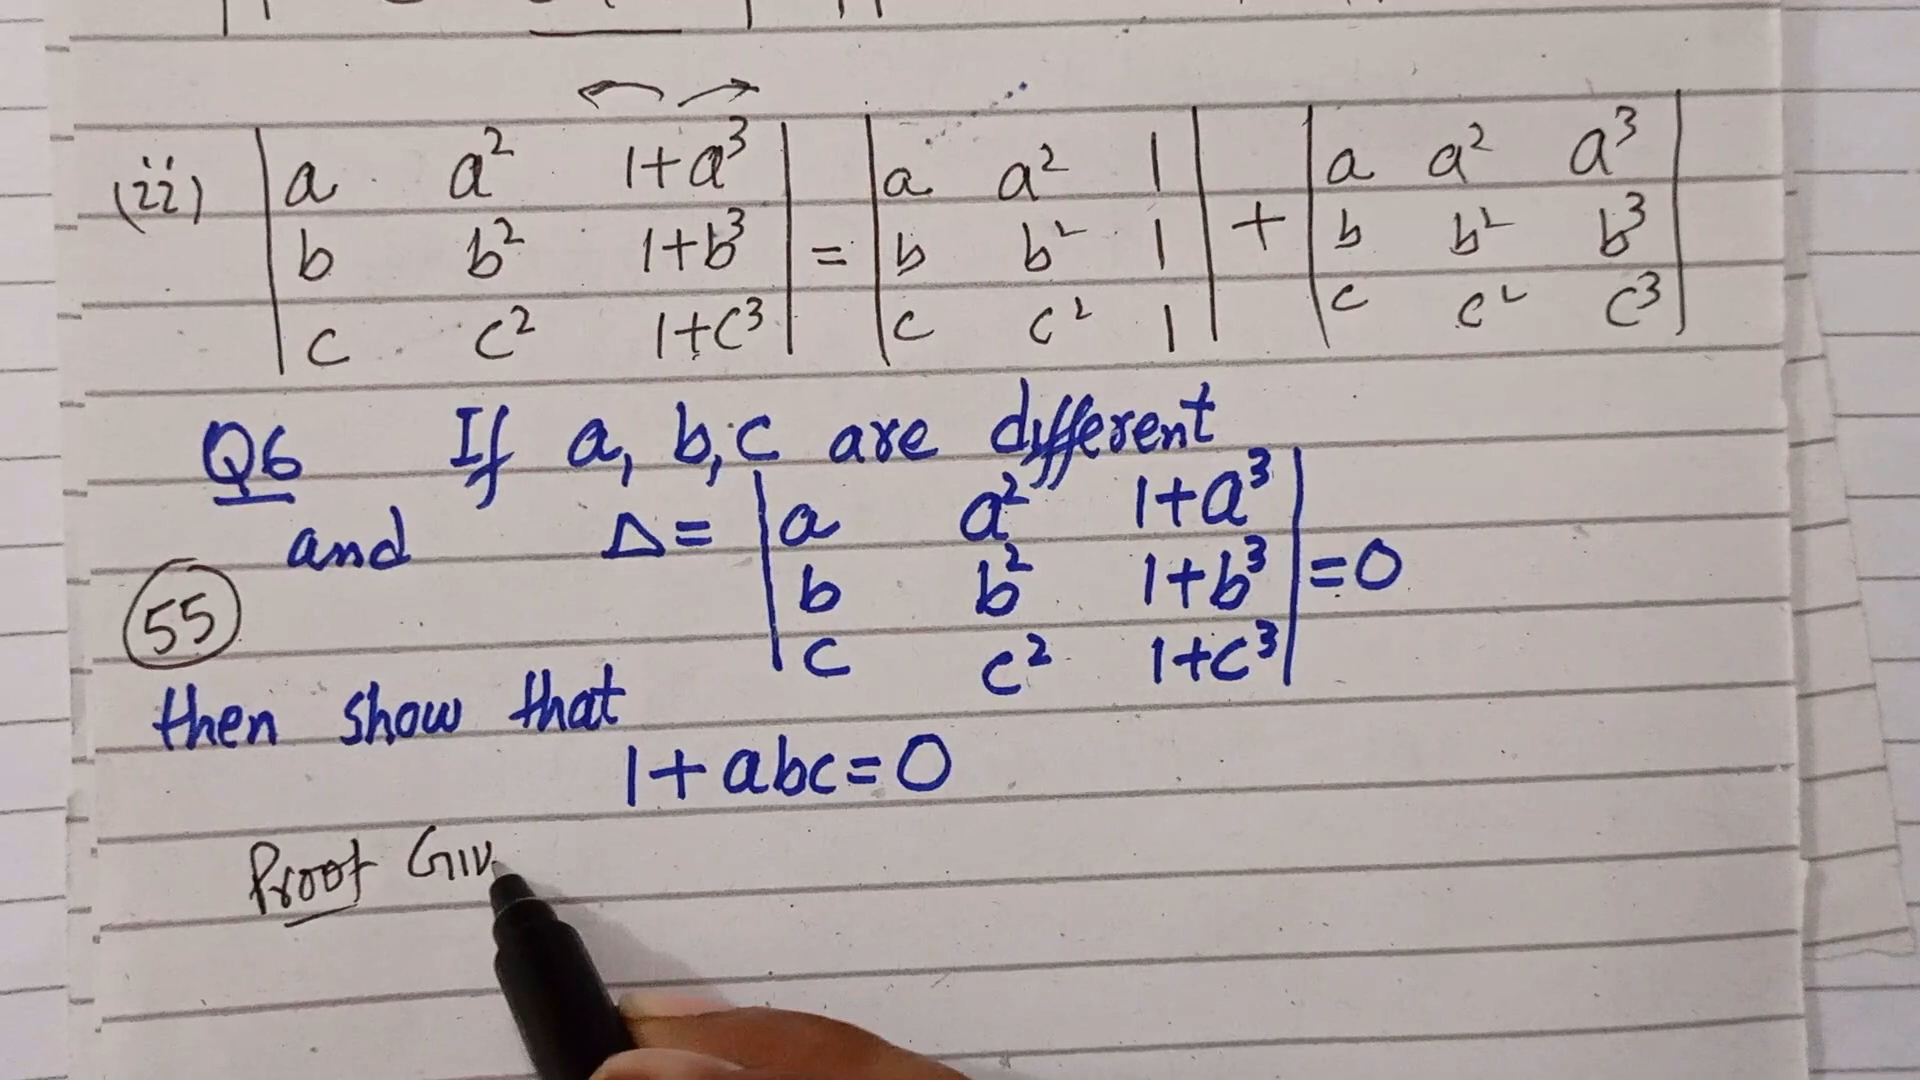 (ii) | a a² 1+a³ | = | a a² 1 | + | a a² a³ |
| b b² 1+b³ | | b b² 1 | | b b² b³ |
| c c² 1+c³ | | c c² 1 | | c c² c³ |
Q6 If a, b, c are different
and Δ = | a a² 1+a³ |
| b b² 1+b³ | = 0
55
| c c² 1+c³ |
then show that
1+abc=0
Proof Giv